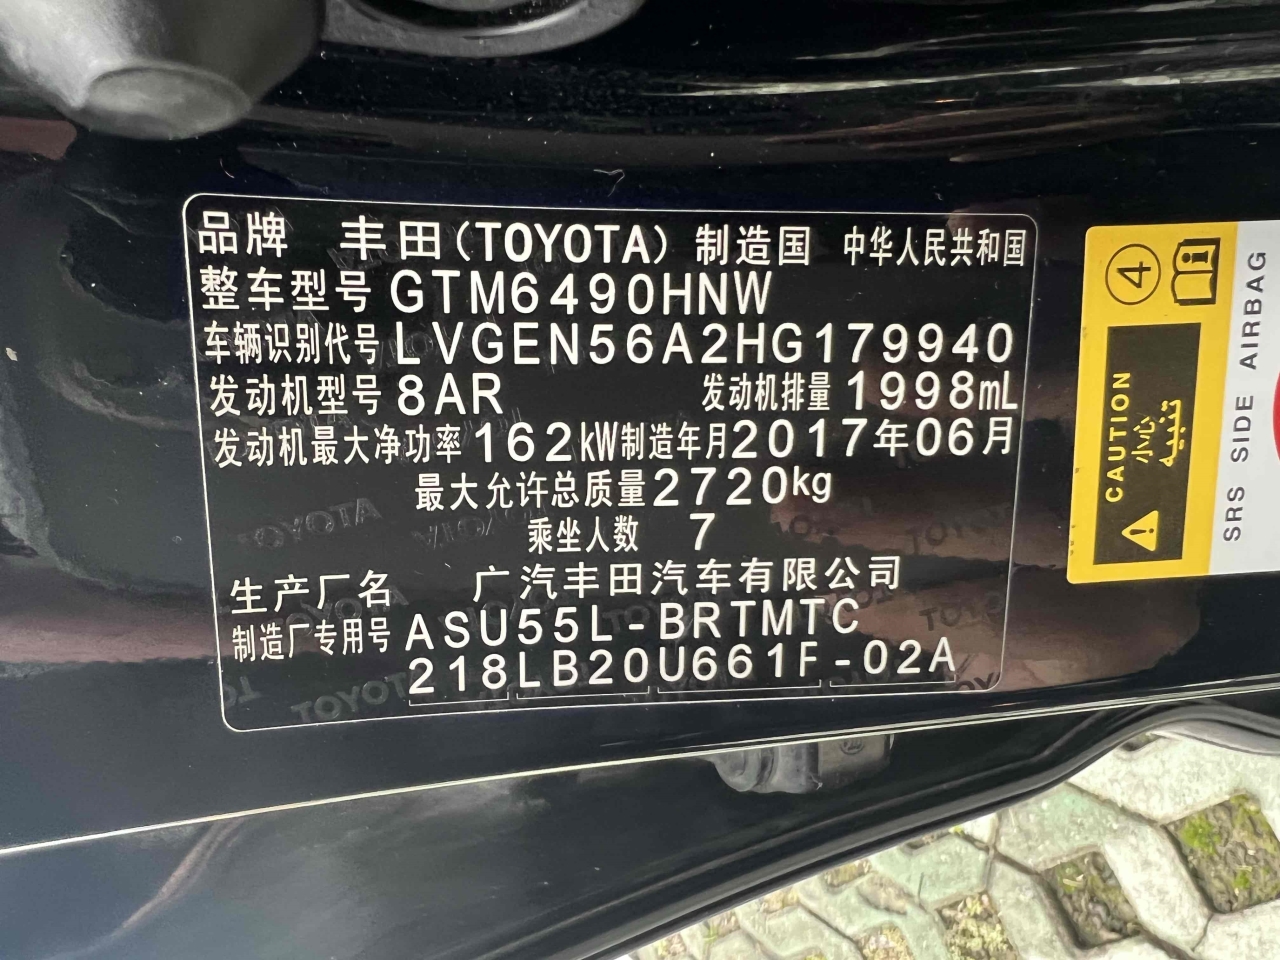 品牌 丰田(TOYOTA) 制造国 中华人民共和国
整车型号 GTM6490HNW
车辆识别代号 LVGEN56A2HG179940
发动机型号 8AR 发动机排量 1998mL
发动机最大净功率 162kW 制造年月 2017年06月
最大允许总质量 2720kg
乘坐人数 7
生产厂名 广汽丰田汽车有限公司
制造厂专用号 ASU55L-BRTMTC
218LB20U661F-02A
4
CAUTION
小心
تنبيه
SRS SIDE AIRBAG